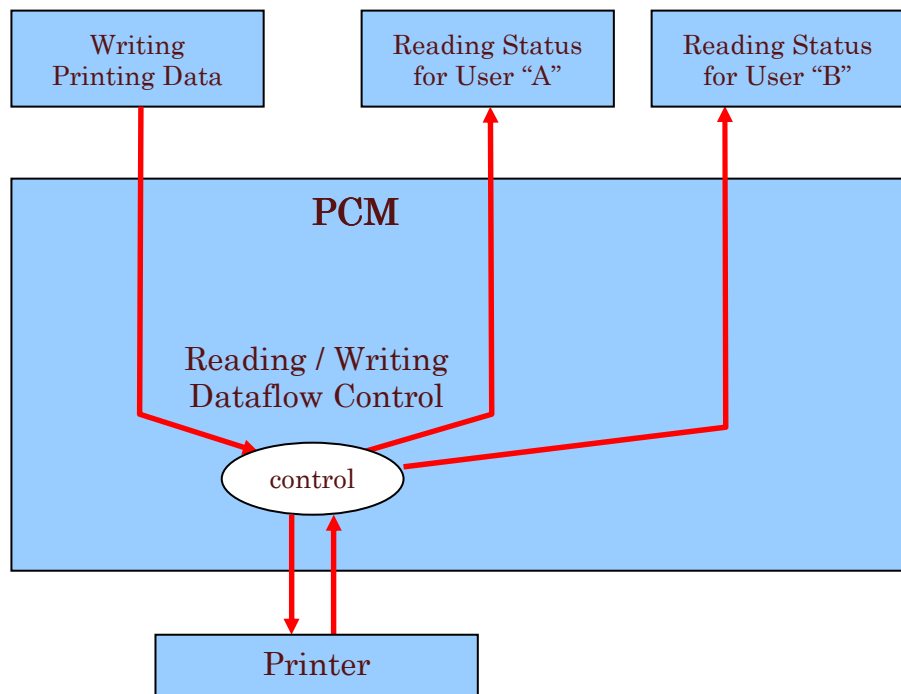 Writing
Printing Data
Reading Status
for User “A”
Reading Status
for User “B”
PCM
Reading / Writing
Dataflow Control
control
Printer